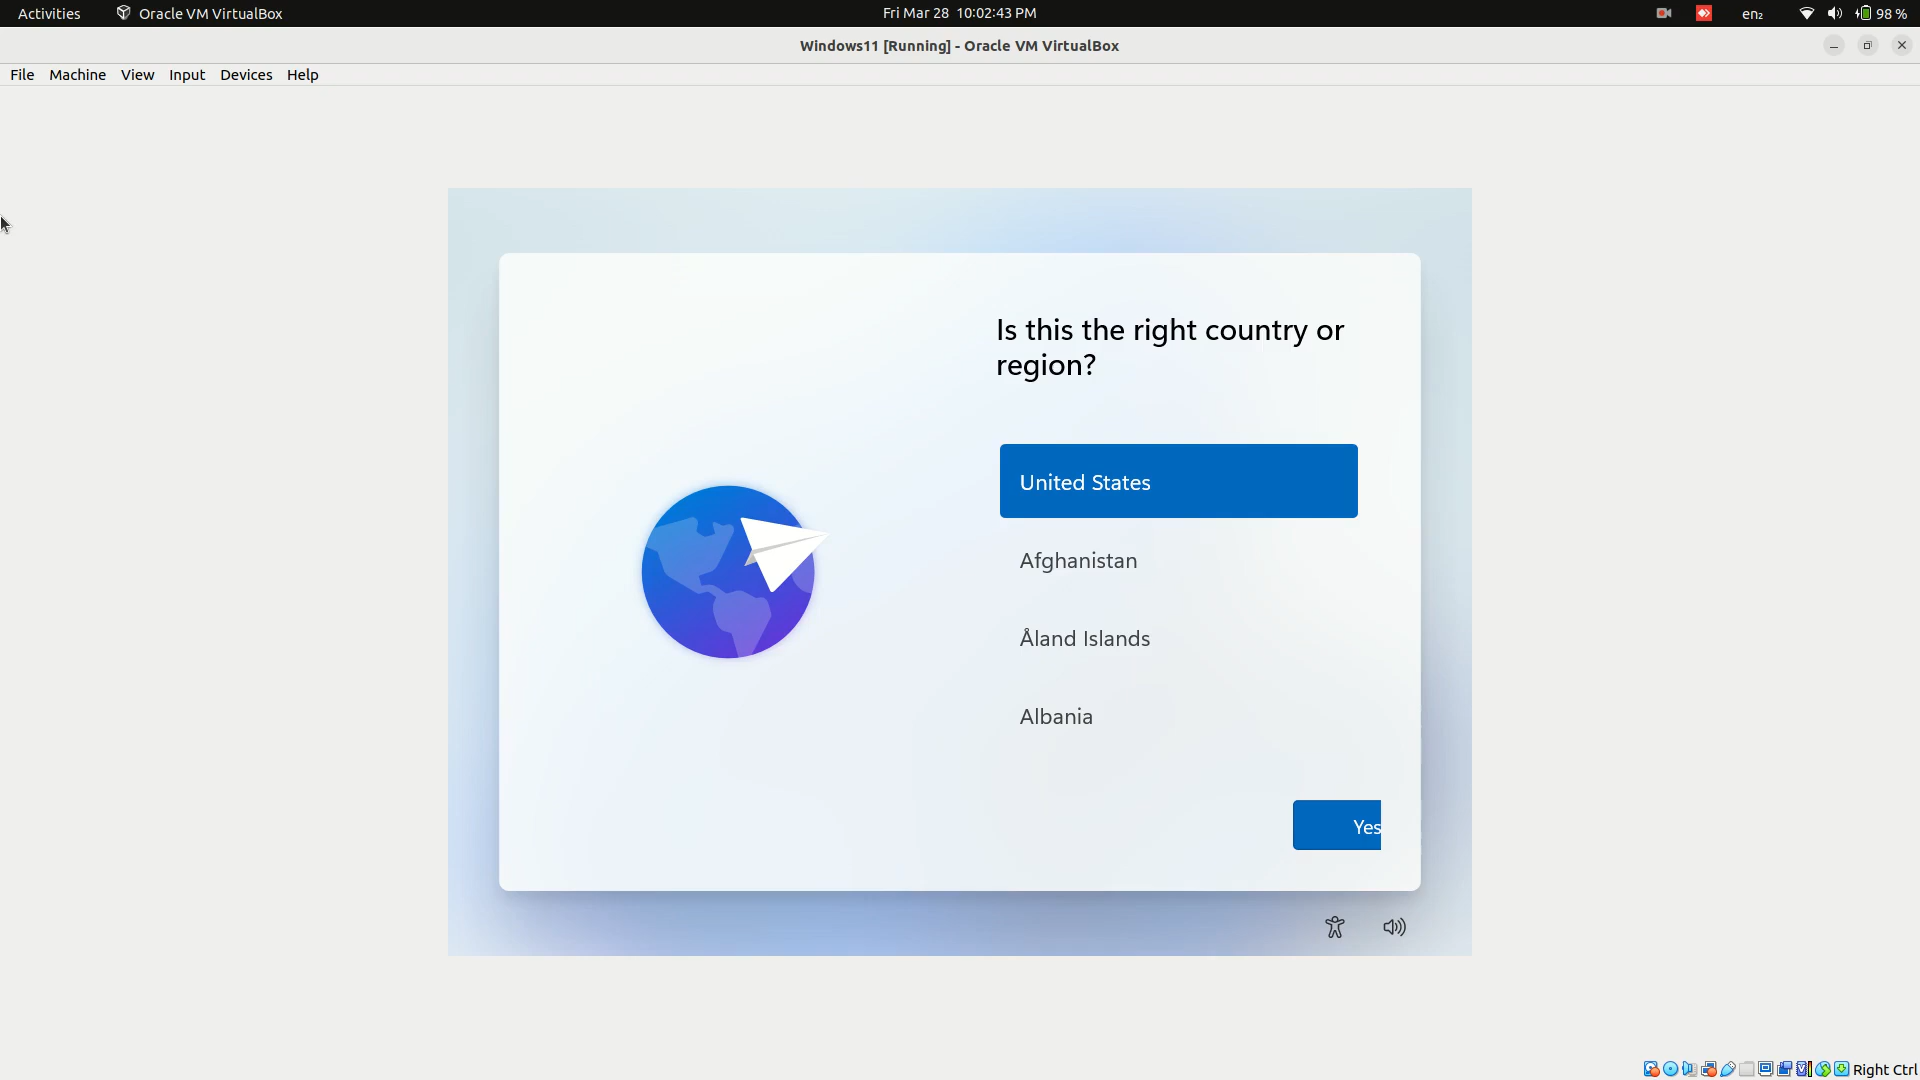 Activities Oracle VM VirtualBox Fri Mar 28 10:02:43 PM en₂ 98 %
Windows11 [Running] - Oracle VM VirtualBox
File Machine View Input Devices Help
Is this the right country or
region?
United States
Afghanistan
Åland Islands
Albania
Yes
Right Ctrl